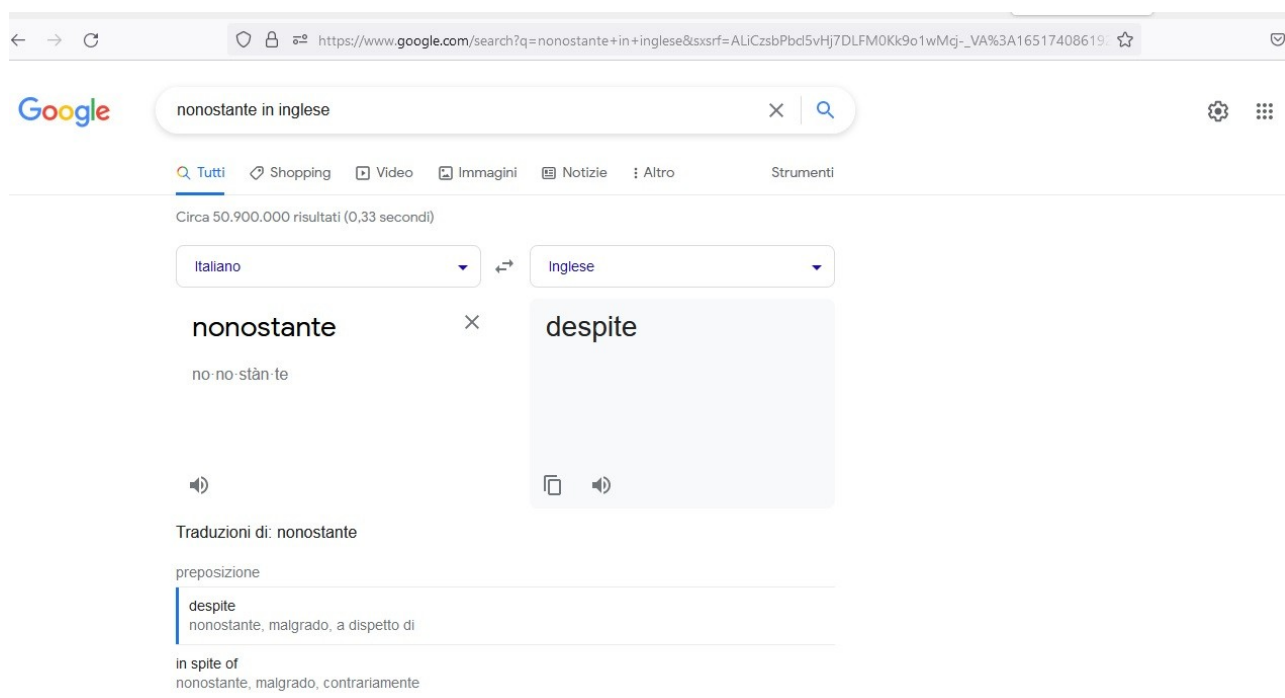 https://www.google.com/search?q=nonostante+in+inglese&sxsrf=ALiCzsbPbcl5vHj7DLFM0Kk9o1wMcj-_VA%3A16517408619
Google
nonostante in inglese
Tutti Shopping Video Immagini Notizie Altro Strumenti
Circa 50.900.000 risultati (0,33 secondi)
Italiano Inglese
nonostante despite
no·no·stàn·te
Traduzioni di: nonostante
preposizione
despite
nonostante, malgrado, a dispetto di
in spite of
nonostante, malgrado, contrariamente